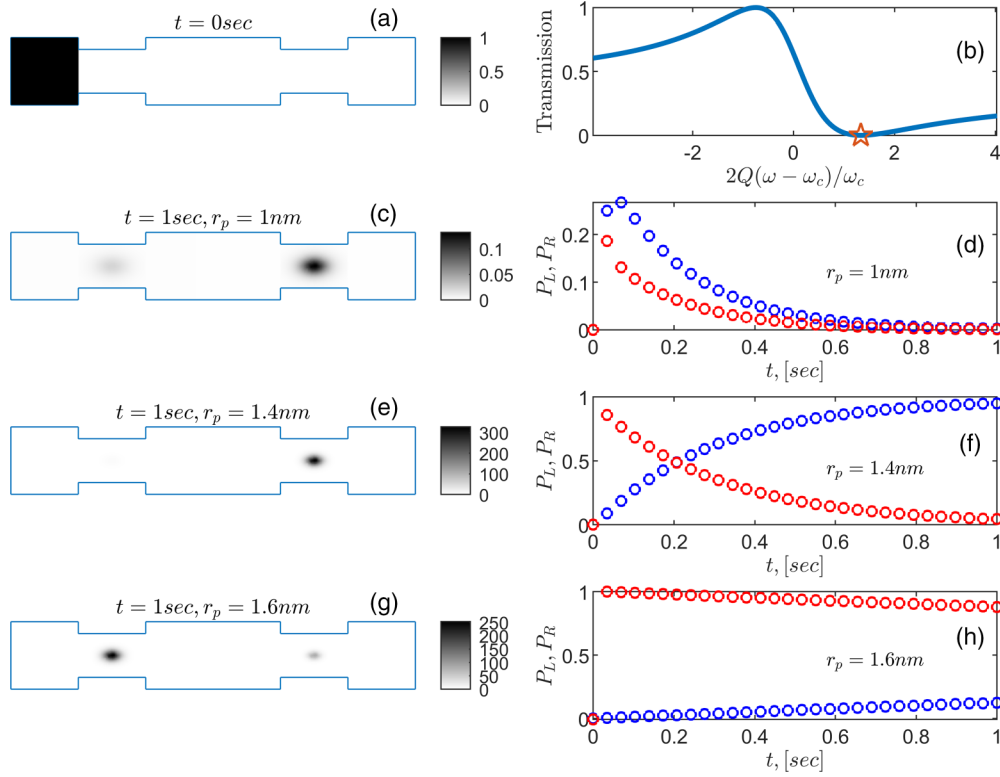 t = 0sec
(a)
1
0.5
0
Transmission
1
0.5
0
(b)
-2
0
2
4
2Q(ω − ω_c)/ω_c
t = 1sec, r_p = 1nm
(c)
0.1
0.05
0
P_L, P_R
0.2
0.1
0
(d)
r_p = 1nm
0
0.2
0.4
0.6
0.8
1
t, [sec]
t = 1sec, r_p = 1.4nm
(e)
300
200
100
0
P_L, P_R
1
0.5
0
(f)
r_p = 1.4nm
0
0.2
0.4
0.6
0.8
1
t, [sec]
t = 1sec, r_p = 1.6nm
(g)
250
200
150
100
50
0
P_L, P_R
1
0.5
0
(h)
r_p = 1.6nm
0
0.2
0.4
0.6
0.8
1
t, [sec]